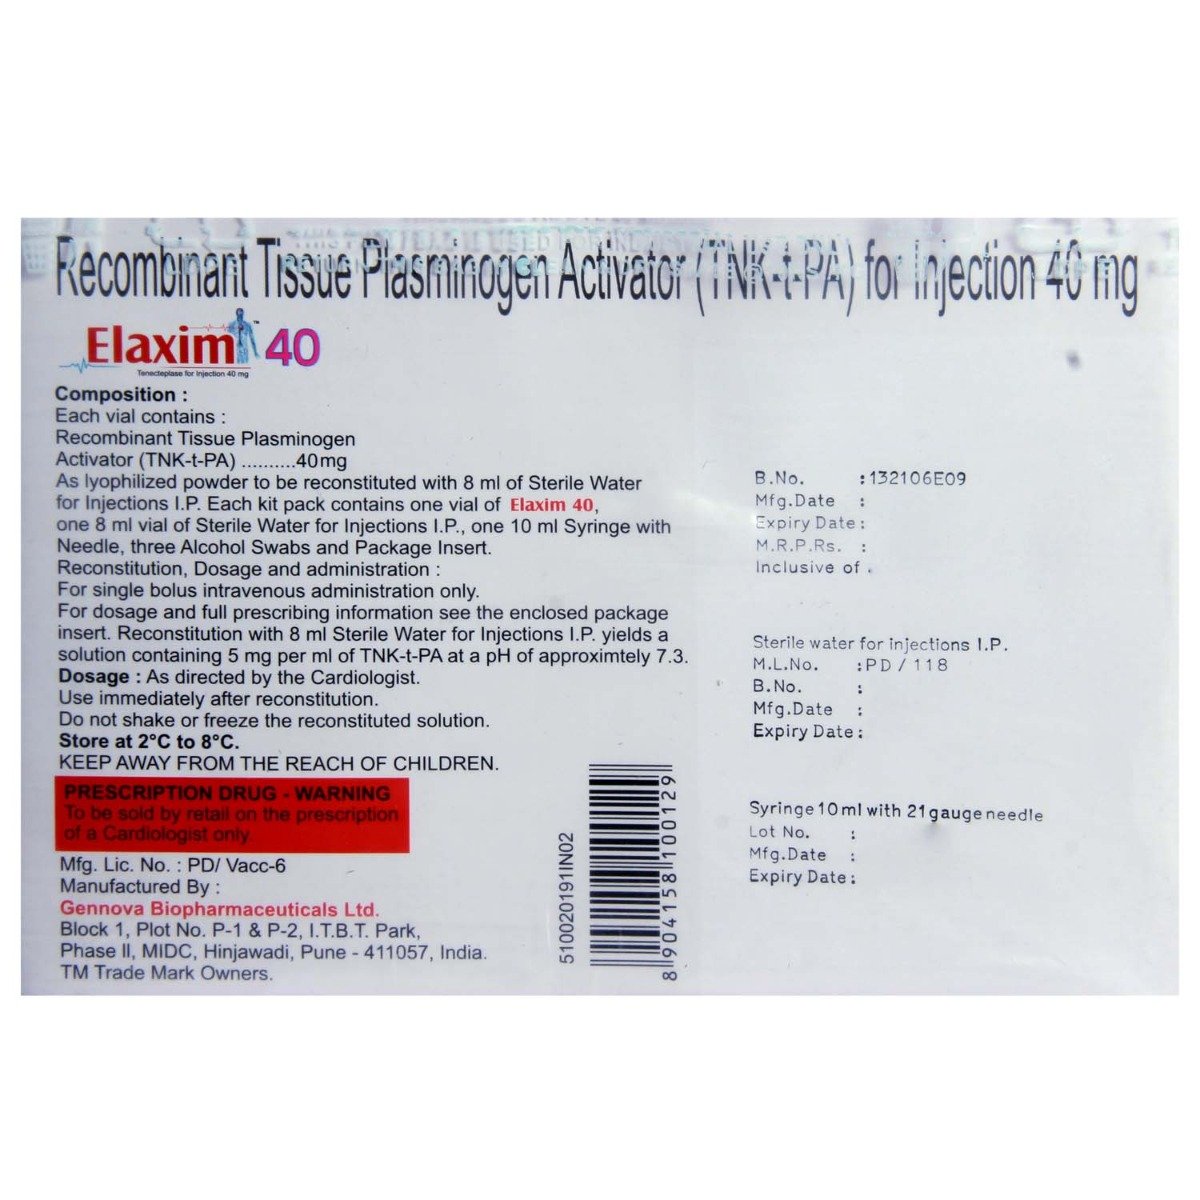 Recombinant Tissue Plasminogen Activator (TNK-t-PA) for Injection 40 mg
Elaxim™ 40
Tenecteplase for Injection 40 mg
Composition :
Each vial contains :
Recombinant Tissue Plasminogen
Activator (TNK-t-PA) ..........40mg
As lyophilized powder to be reconstituted with 8 ml of Sterile Water
for Injections I.P. Each kit pack contains one vial of Elaxim 40,
one 8 ml vial of Sterile Water for Injections I.P., one 10 ml Syringe with
Needle, three Alcohol Swabs and Package Insert.
Reconstitution, Dosage and administration :
For single bolus intravenous administration only.
For dosage and full prescribing information see the enclosed package
insert. Reconstitution with 8 ml Sterile Water for Injections I.P. yields a
solution containing 5 mg per ml of TNK-t-PA at a pH of approximtely 7.3.
Dosage : As directed by the Cardiologist.
Use immediately after reconstitution.
Do not shake or freeze the reconstituted solution.
Store at 2°C to 8°C.
KEEP AWAY FROM THE REACH OF CHILDREN.
PRESCRIPTION DRUG - WARNING
To be sold by retail on the prescription
of a Cardiologist only
Mfg. Lic. No. : PD/ Vacc-6
Manufactured By :
Gennova Biopharmaceuticals Ltd.
Block 1, Plot No. P-1 & P-2, I.T.B.T. Park,
Phase II, MIDC, Hinjawadi, Pune - 411057, India.
TM Trade Mark Owners.
510020191IN02
8904158100129
B.No. :132106E09
Mfg.Date :
Expiry Date :
M.R.P.Rs. :
Inclusive of .
Sterile water for injections I.P.
M.L.No. :PD / 118
B.No. :
Mfg.Date :
Expiry Date :
Syringe 10 ml with 21 gauge needle
Lot No. :
Mfg.Date :
Expiry Date :